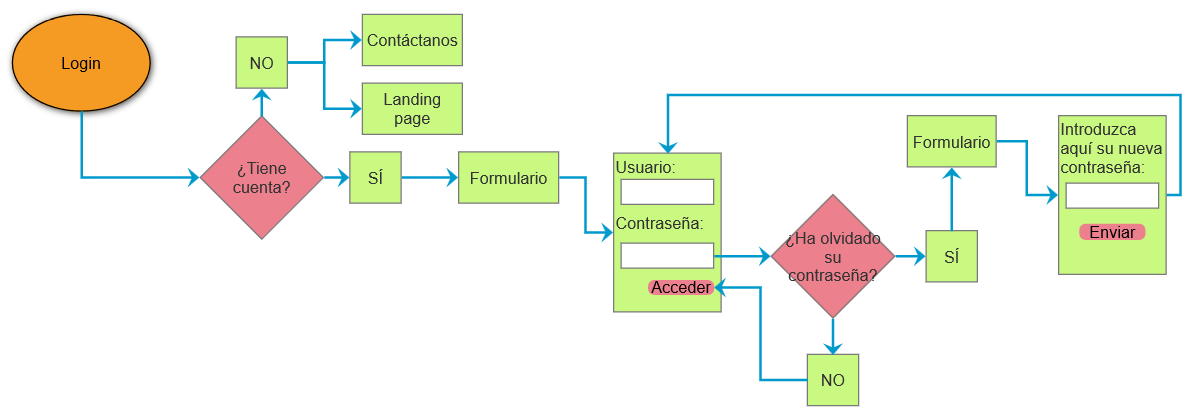 Login
NO
Contáctanos
Landing
page
¿Tiene
cuenta?
SÍ
Formulario
Usuario:
Contraseña:
Acceder
¿Ha olvidado
su
contraseña?
NO
SÍ
Formulario
Introduzca
aquí su nueva
contraseña:
Enviar